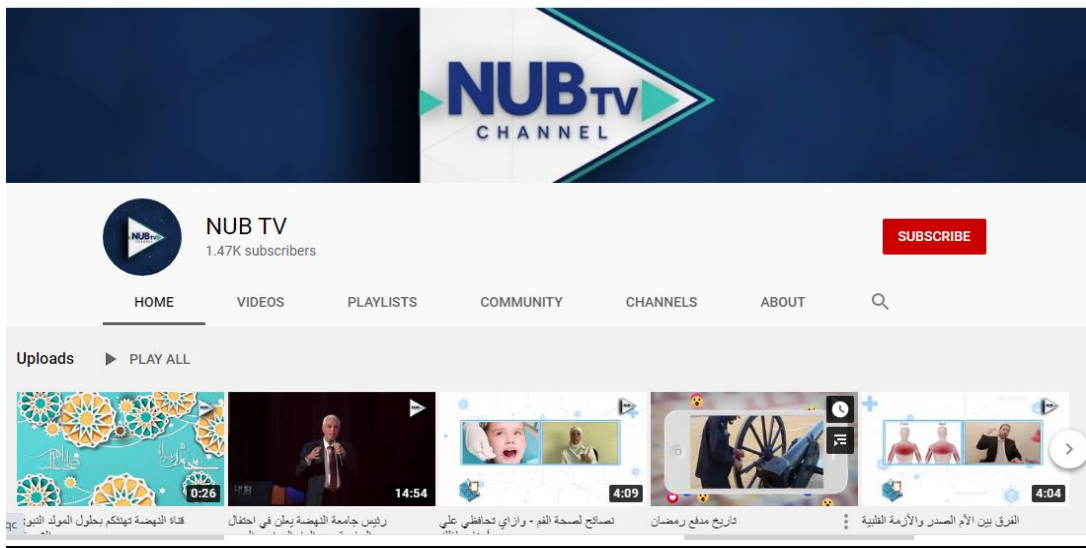 NUB TV
CHANNEL
NUB TV
1.47K subscribers
SUBSCRIBE
HOME VIDEOS PLAYLISTS COMMUNITY CHANNELS ABOUT
Uploads PLAY ALL
0:26 14:54 4:09 4:04
قناة النهضة تهنئكم بحلول المولد
رئيس جامعة النهضة يعلن في احتفال
نصائح لصحة الفم - وازاي تحافظي علي
تاريخ مدفع رمضان
الفرق بين الأم الصدر والأزمة القلبية